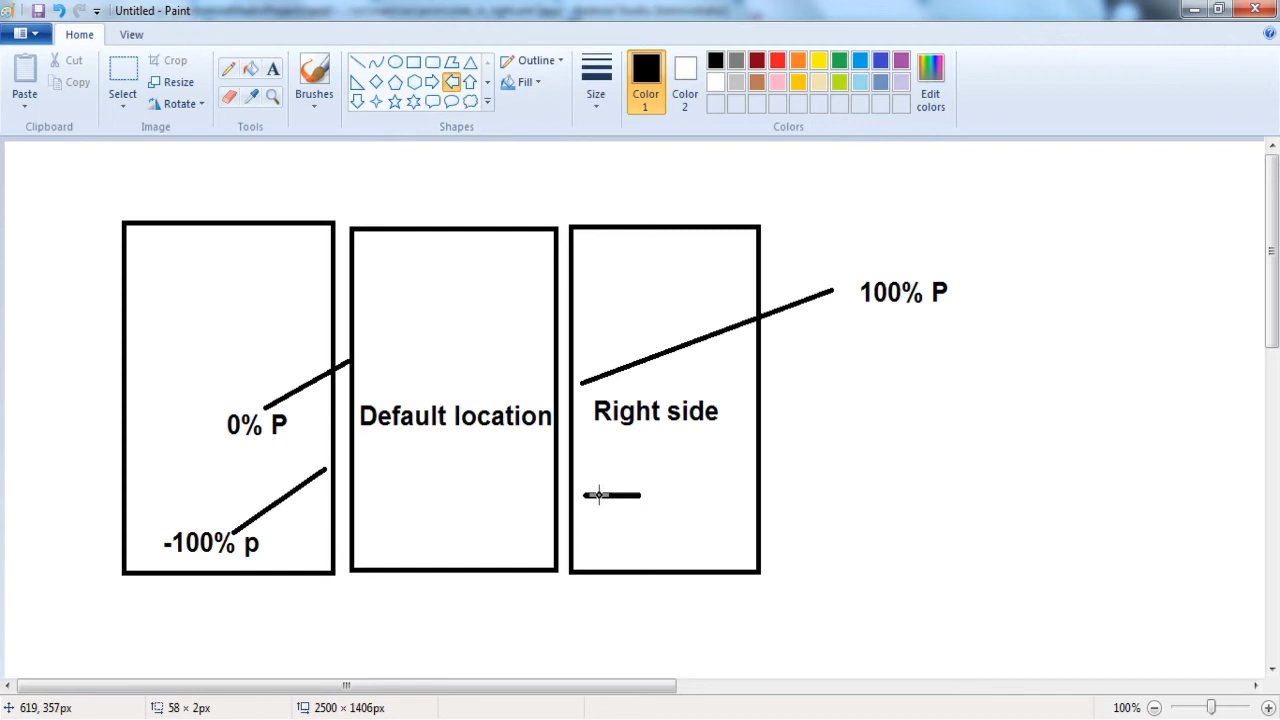 Untitled - Paint
Home
View
Paste
Cut
Copy
Clipboard
Select
Crop
Resize
Rotate
Image
A
Tools
Brushes
Outline
Fill
Shapes
Size
Color
1
Color
2
Edit
colors
Colors
100% P
0% P
Default location
Right side
-100% p
619, 357px
58 × 2px
2500 × 1406px
100%